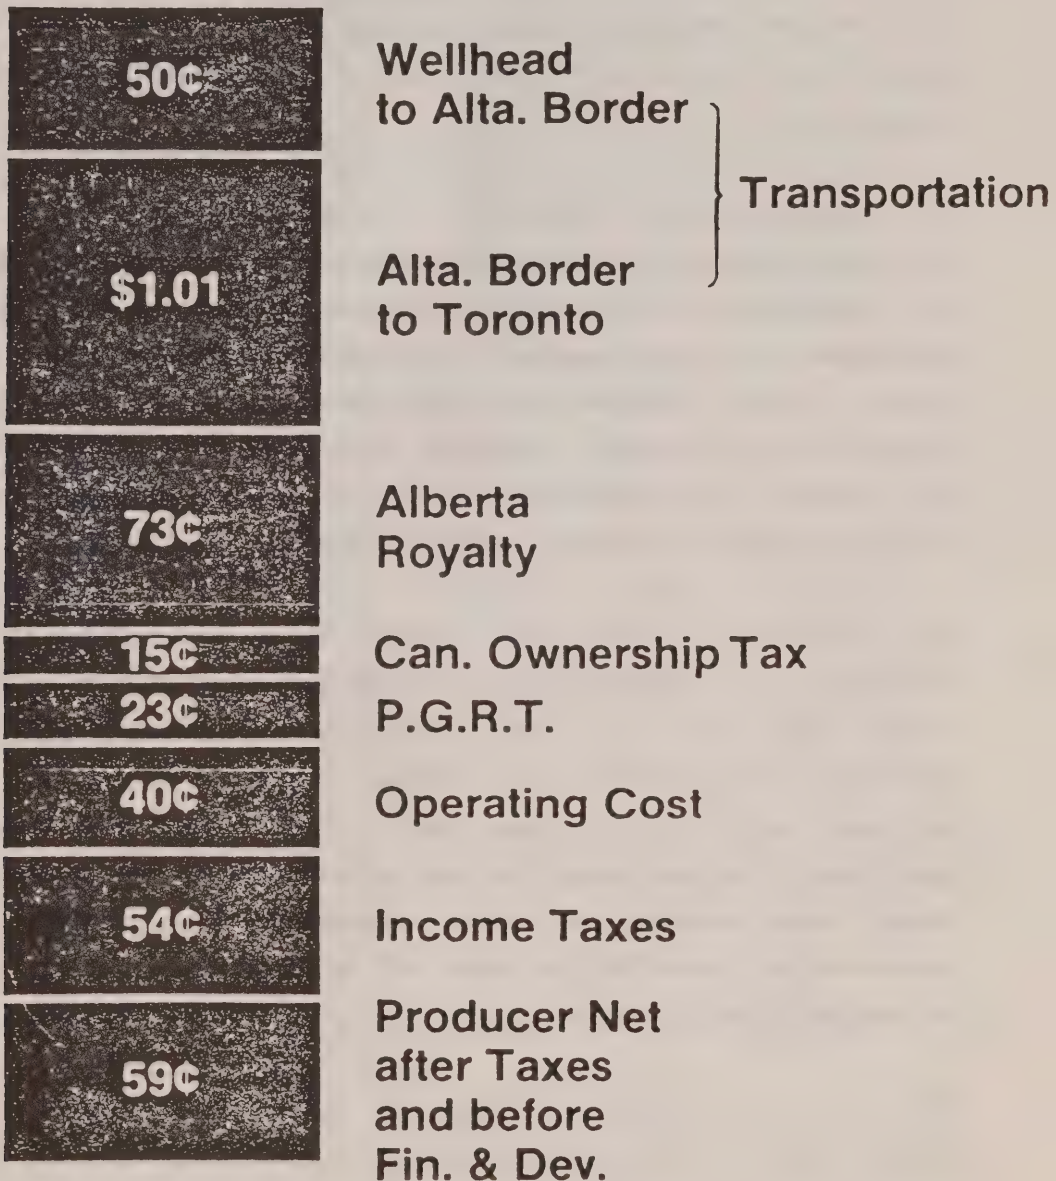 50¢
Wellhead
to Alta. Border
Transportation
$1.01
Alta. Border
to Toronto
73¢
Alberta
Royalty
15¢
Can. Ownership Tax
23¢
P.G.R.T.
40¢
Operating Cost
54¢
Income Taxes
59¢
Producer Net
after Taxes
and before
Fin. & Dev.